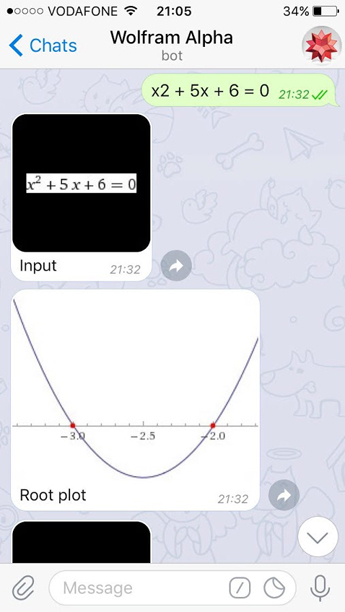 VODAFONE 21:05 34%
Chats
Wolfram Alpha
bot
x2 + 5x + 6 = 0 21:32
x² + 5 x + 6 = 0
Input 21:32
−3.0 −2.5 −2.0
Root plot 21:32
Message